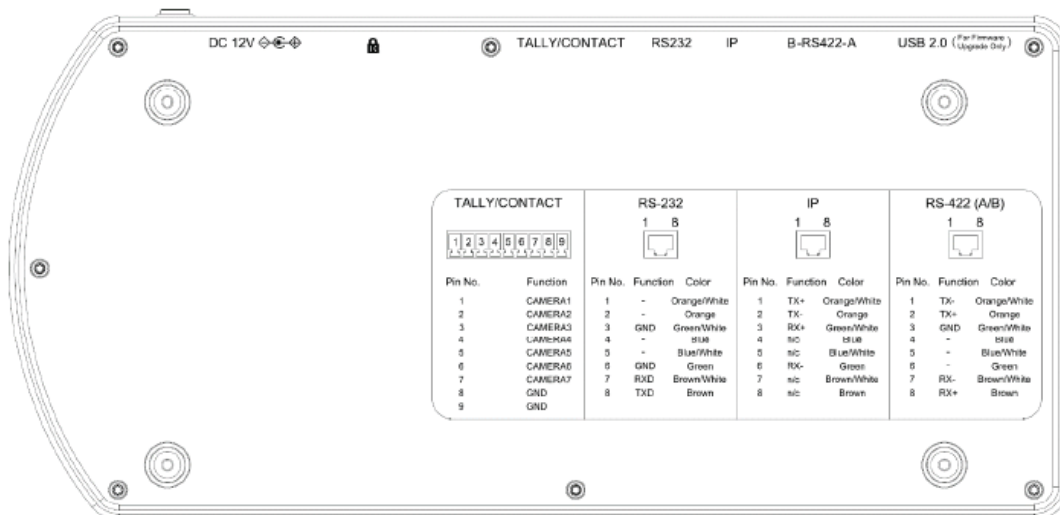 DC 12V TALLY/CONTACT RS232 IP B-RS422-A USB 2.0 (For Firmware Upgrade Only)
TALLY/CONTACT
1 2 3 4 5 6 7 8 9
Pin No. Function
1 CAMERA1
2 CAMERA2
3 CAMERA3
4 CAMERA4
5 CAMERA5
6 CAMERA6
7 CAMERA7
8 GND
9 GND
RS-232
1 8
Pin No. Function Color
1 - Orange/White
2 - Orange
3 GND Green/White
4 - Blue
5 - Blue/White
6 GND Green
7 RXD Brown/White
8 TXD Brown
IP
1 8
Pin No. Function Color
1 TX+ Orange/White
2 TX- Orange
3 RX+ Green/White
4 n/c Blue
5 n/c Blue/White
6 RX- Green
7 n/c Brown/White
8 n/c Brown
RS-422 (A/B)
1 8
Pin No. Function Color
1 TX- Orange/White
2 TX+ Orange
3 GND Green/White
4 - Blue
5 - Blue/White
6 - Green
7 RX- Brown/White
8 RX+ Brown